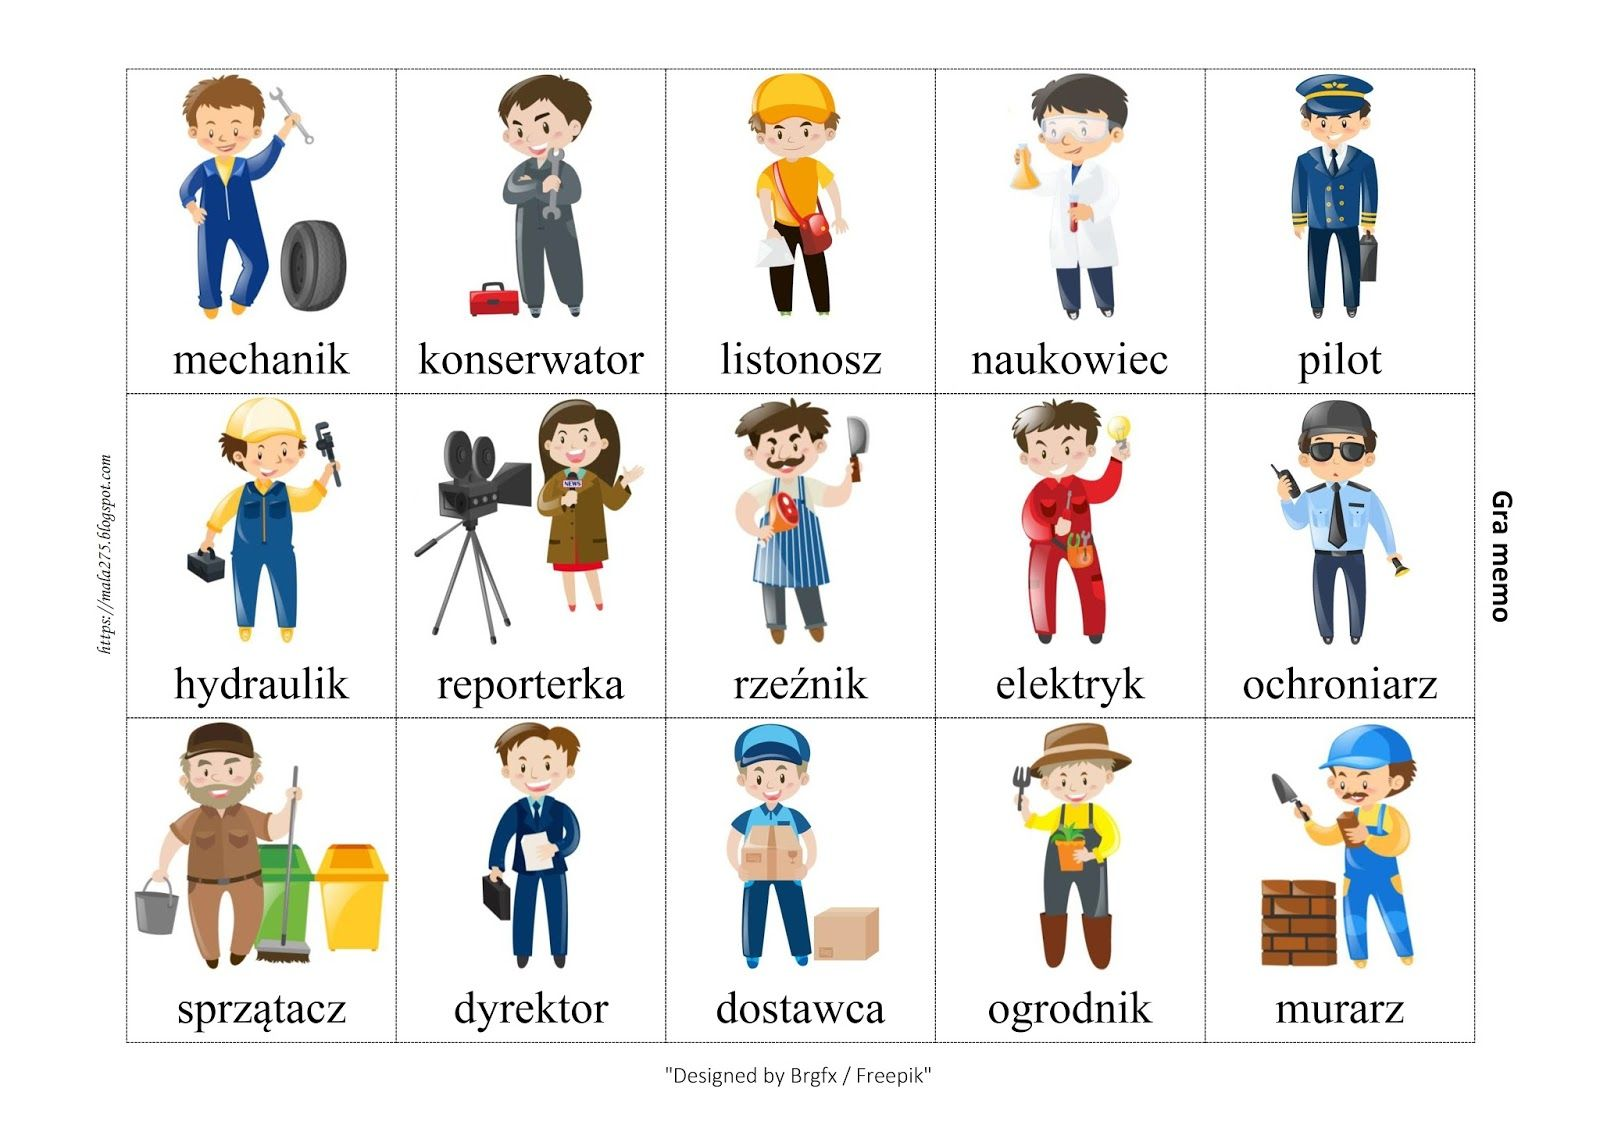 mechanik
konserwator
listonosz
naukowiec
pilot
hydraulik
reporterka
NEWS
rzeźnik
elektryk
ochroniarz
sprzątacz
dyrektor
dostawca
ogrodnik
murarz
https://mala275.blogspot.com
Gra memo
"Designed by Brgfx / Freepik"